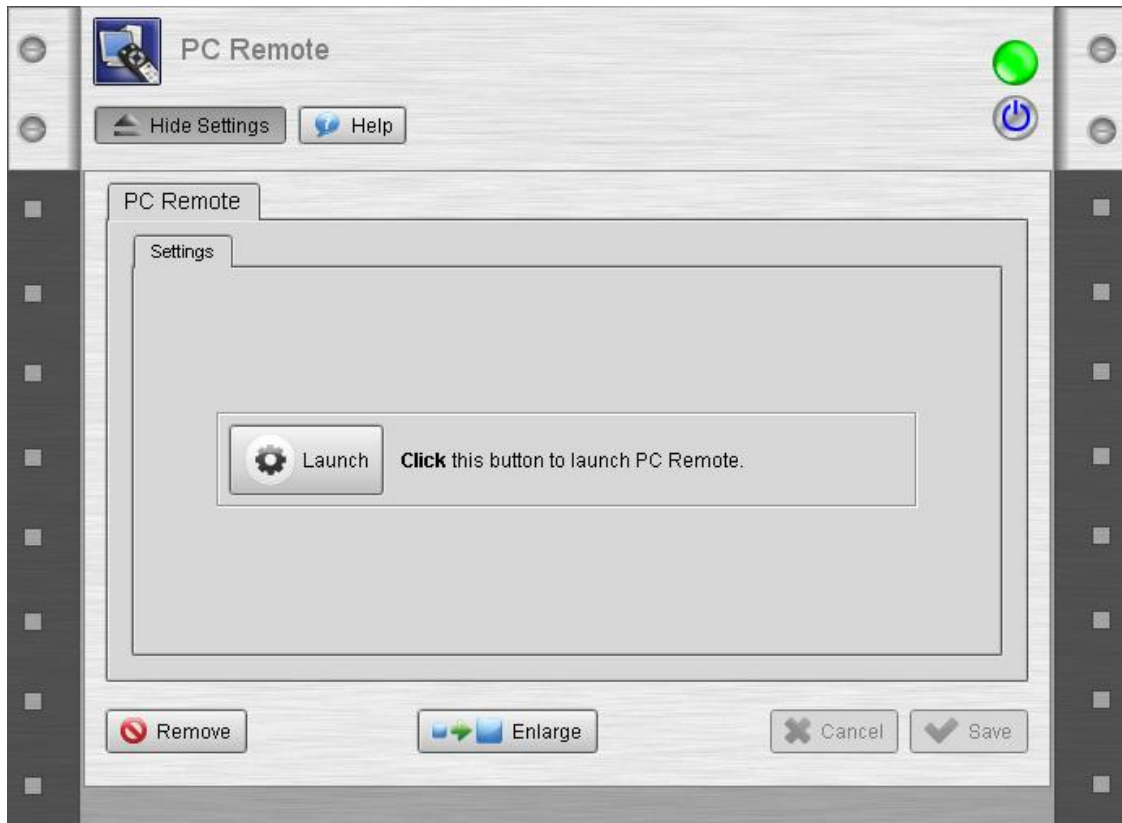 PC Remote
Hide Settings
Help
PC Remote
Settings
Launch
Click this button to launch PC Remote.
Remove
Enlarge
Cancel
Save